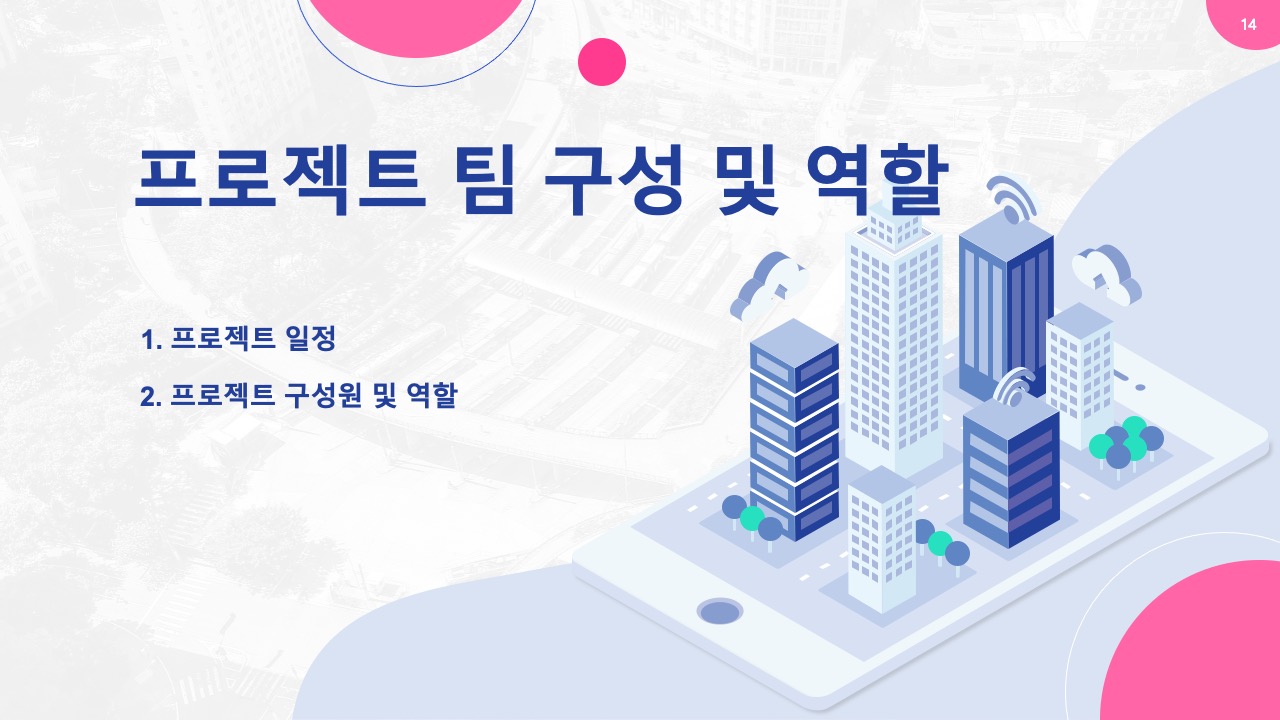 14
프로젝트 팀 구성 및 역할
1. 프로젝트 일정
2. 프로젝트 구성원 및 역할